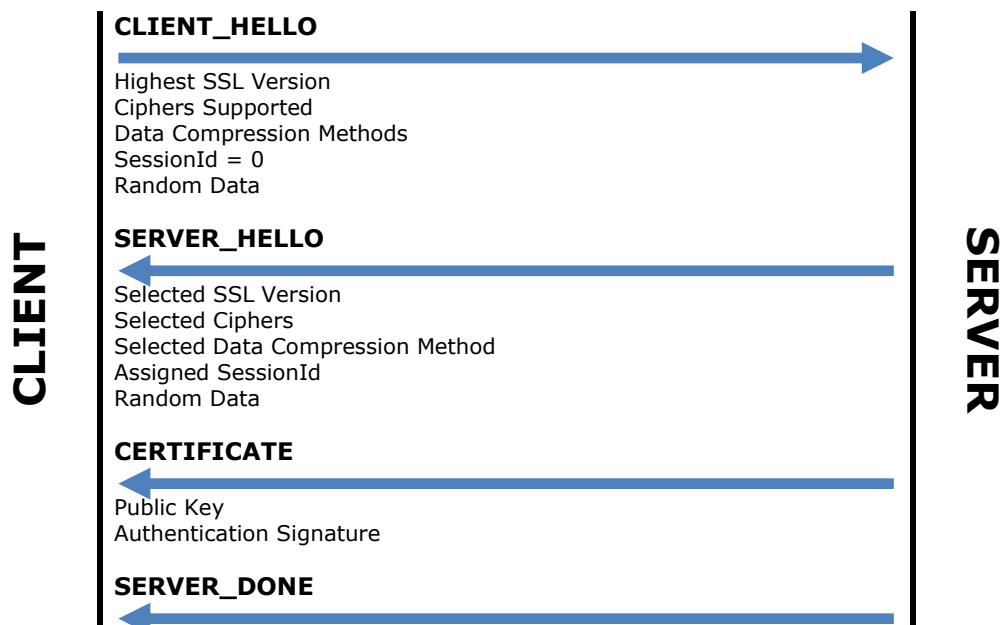 CLIENT_HELLO
Highest SSL Version
Ciphers Supported
Data Compression Methods
SessionId = 0
Random Data
SERVER_HELLO
Selected SSL Version
Selected Ciphers
Selected Data Compression Method
Assigned SessionId
Random Data
CERTIFICATE
Public Key
Authentication Signature
SERVER_DONE
CLIENT
SERVER